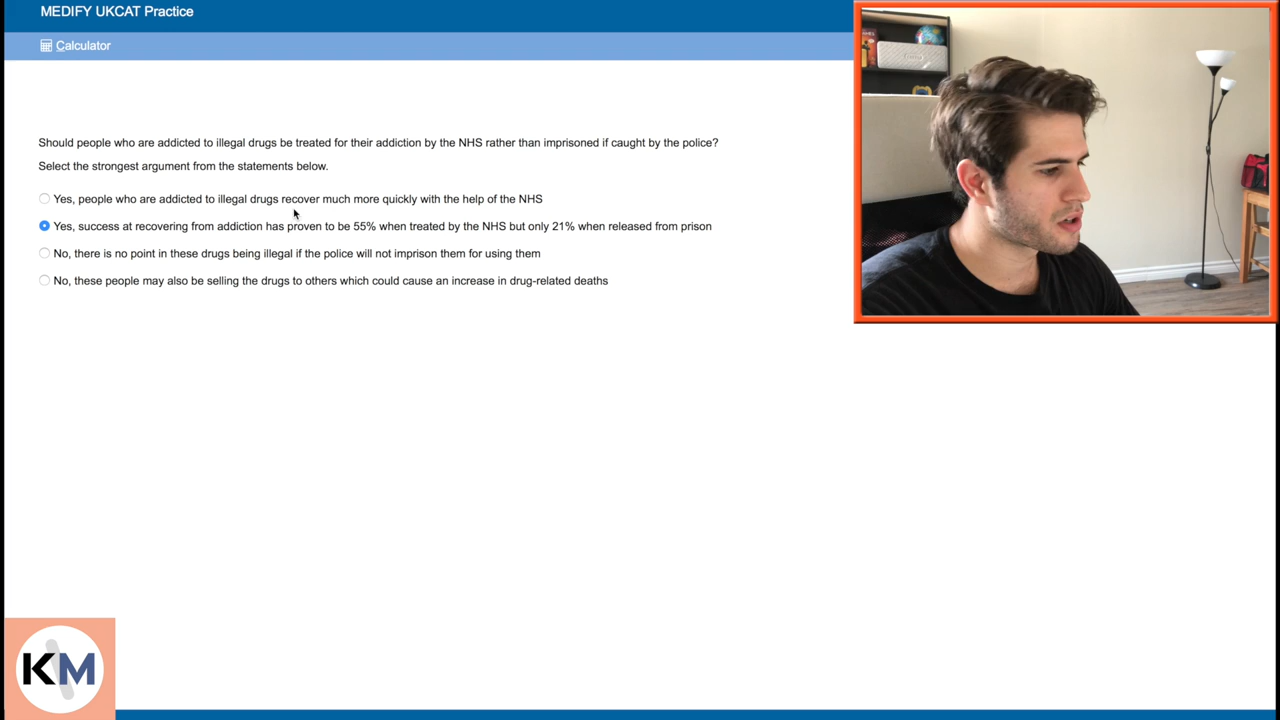 MEDIFY UKCAT Practice
Calculator
Should people who are addicted to illegal drugs be treated for their addiction by the NHS rather than imprisoned if caught by the police?
Select the strongest argument from the statements below.
Yes, people who are addicted to illegal drugs recover much more quickly with the help of the NHS
Yes, success at recovering from addiction has proven to be 55% when treated by the NHS but only 21% when released from prison
No, there is no point in these drugs being illegal if the police will not imprison them for using them
No, these people may also be selling the drugs to others which could cause an increase in drug-related deaths
KM